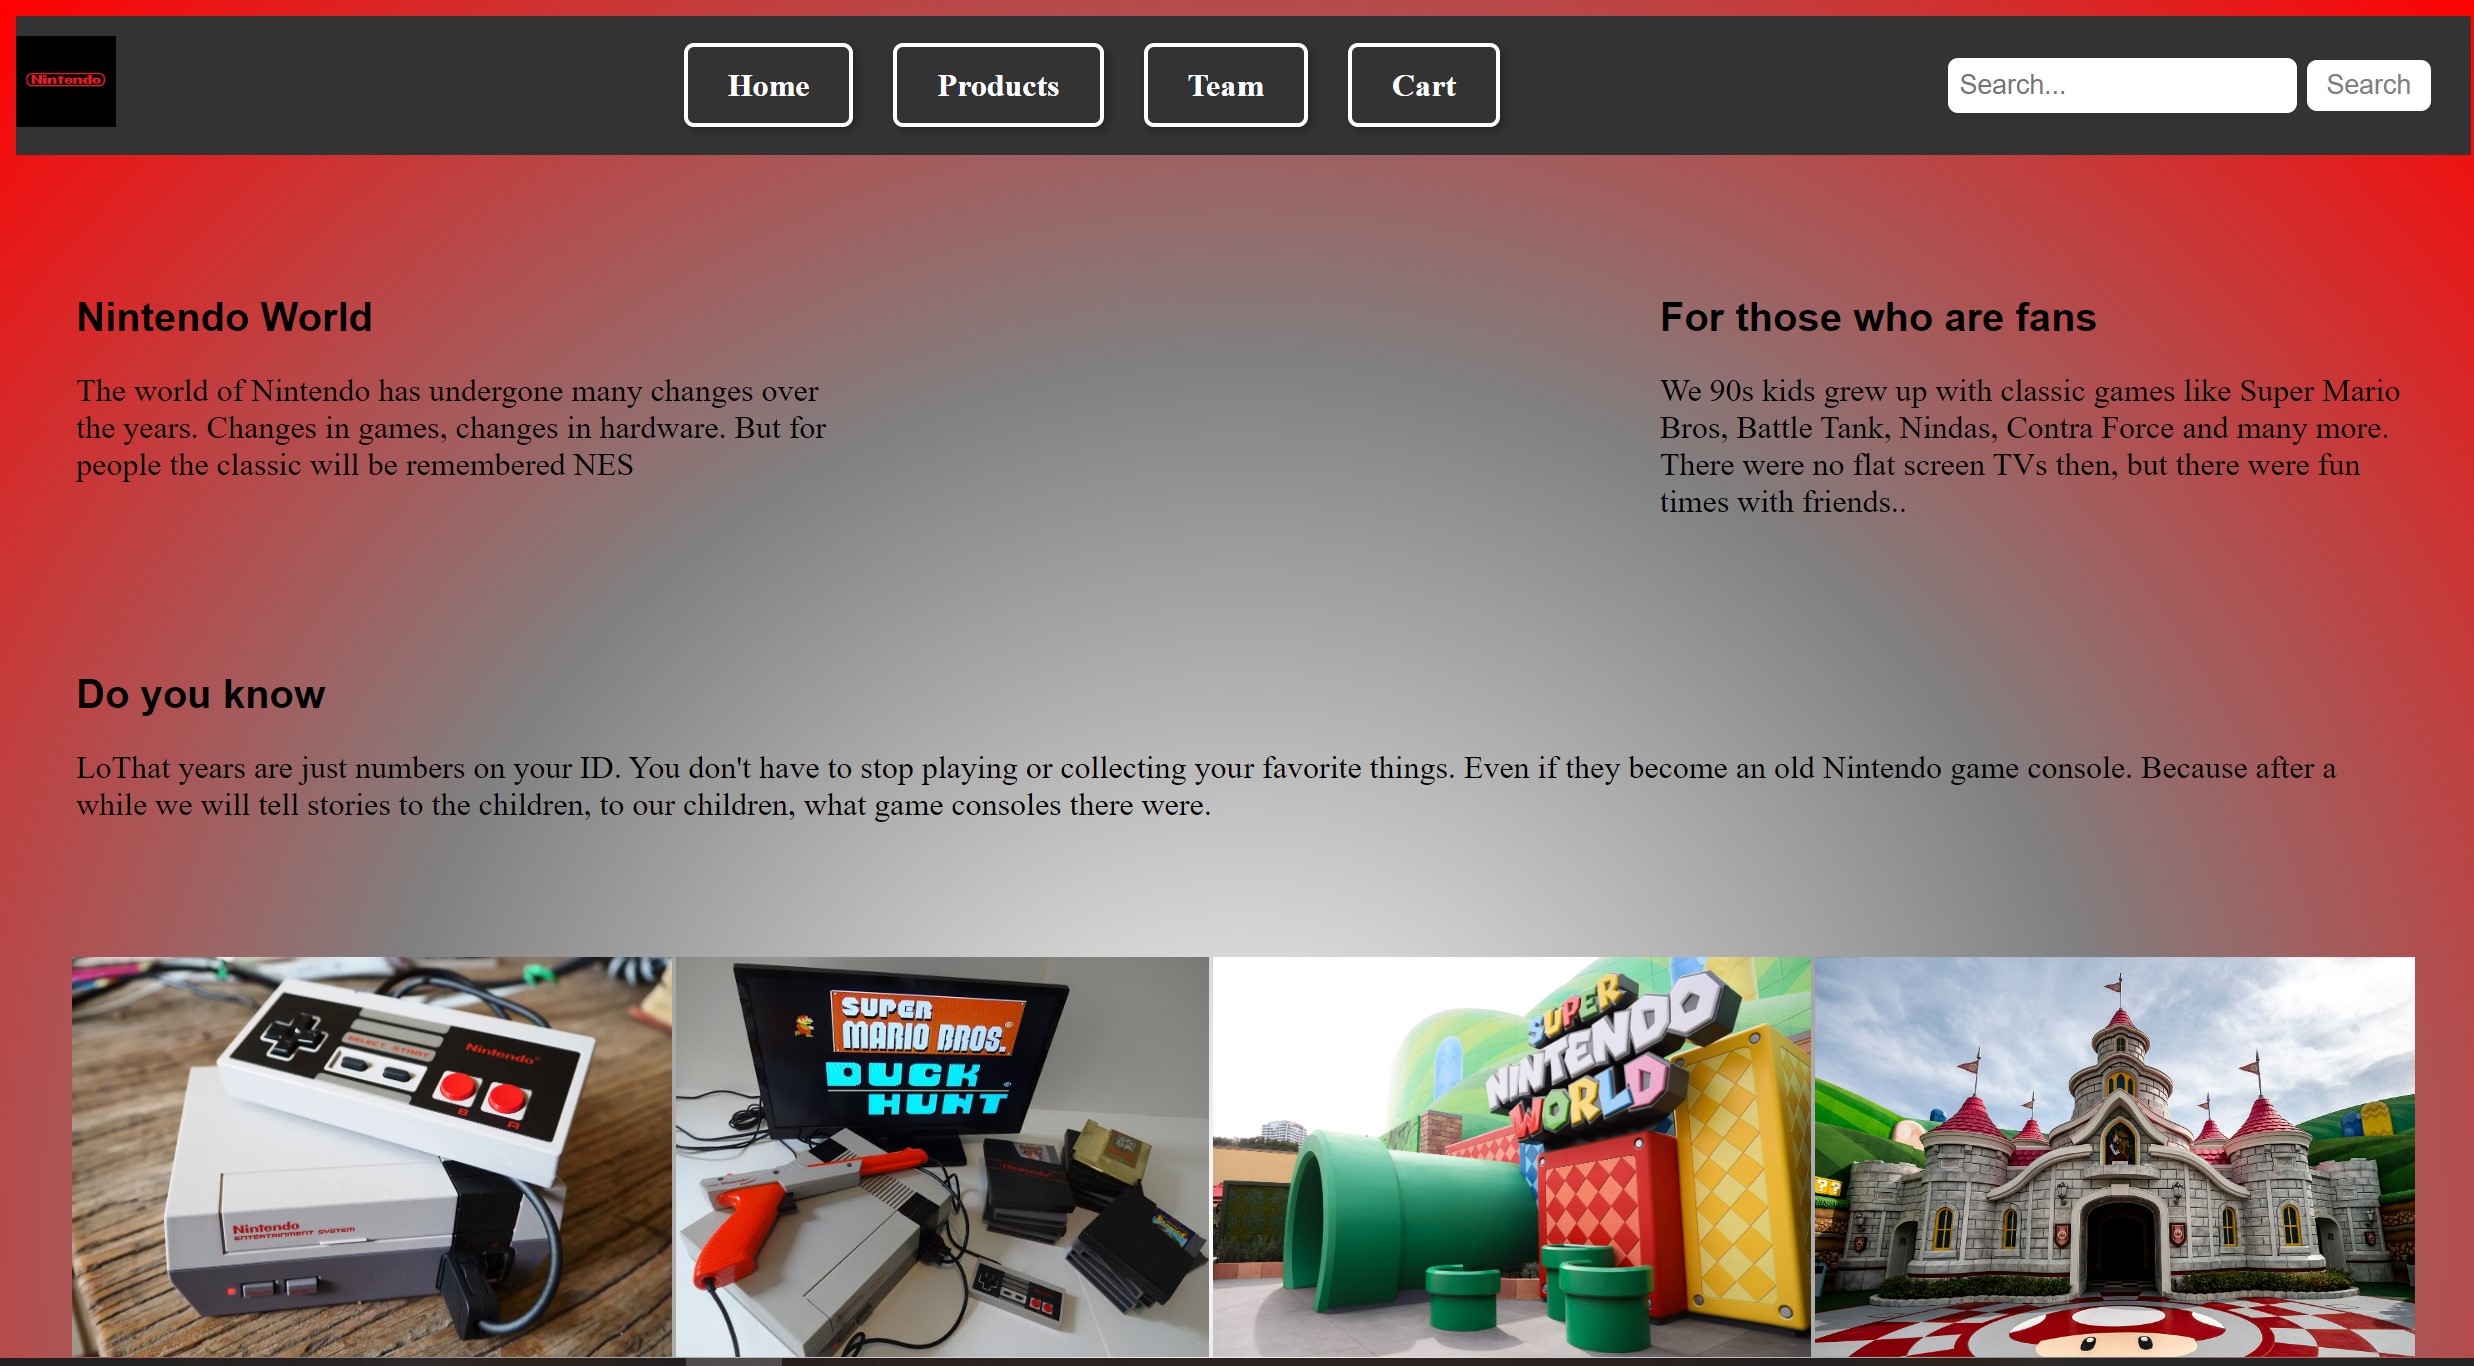 Nintendo
Home
Products
Team
Cart
Search...
Search
Nintendo World
The world of Nintendo has undergone many changes over
the years. Changes in games, changes in hardware. But for
people the classic will be remembered NES
For those who are fans
We 90s kids grew up with classic games like Super Mario
Bros, Battle Tank, Nindas, Contra Force and many more.
There were no flat screen TVs then, but there were fun
times with friends..
Do you know
LoThat years are just numbers on your ID. You don't have to stop playing or collecting your favorite things. Even if they become an old Nintendo game console. Because after a
while we will tell stories to the children, to our children, what game consoles there were.
SELECT START
Nintendo®
B
A
Nintendo
ENTERTAINMENT SYSTEM
SUPER
MARIO BROS.
DUCK
HUNT
SUPER
NINTENDO
WORLD
??